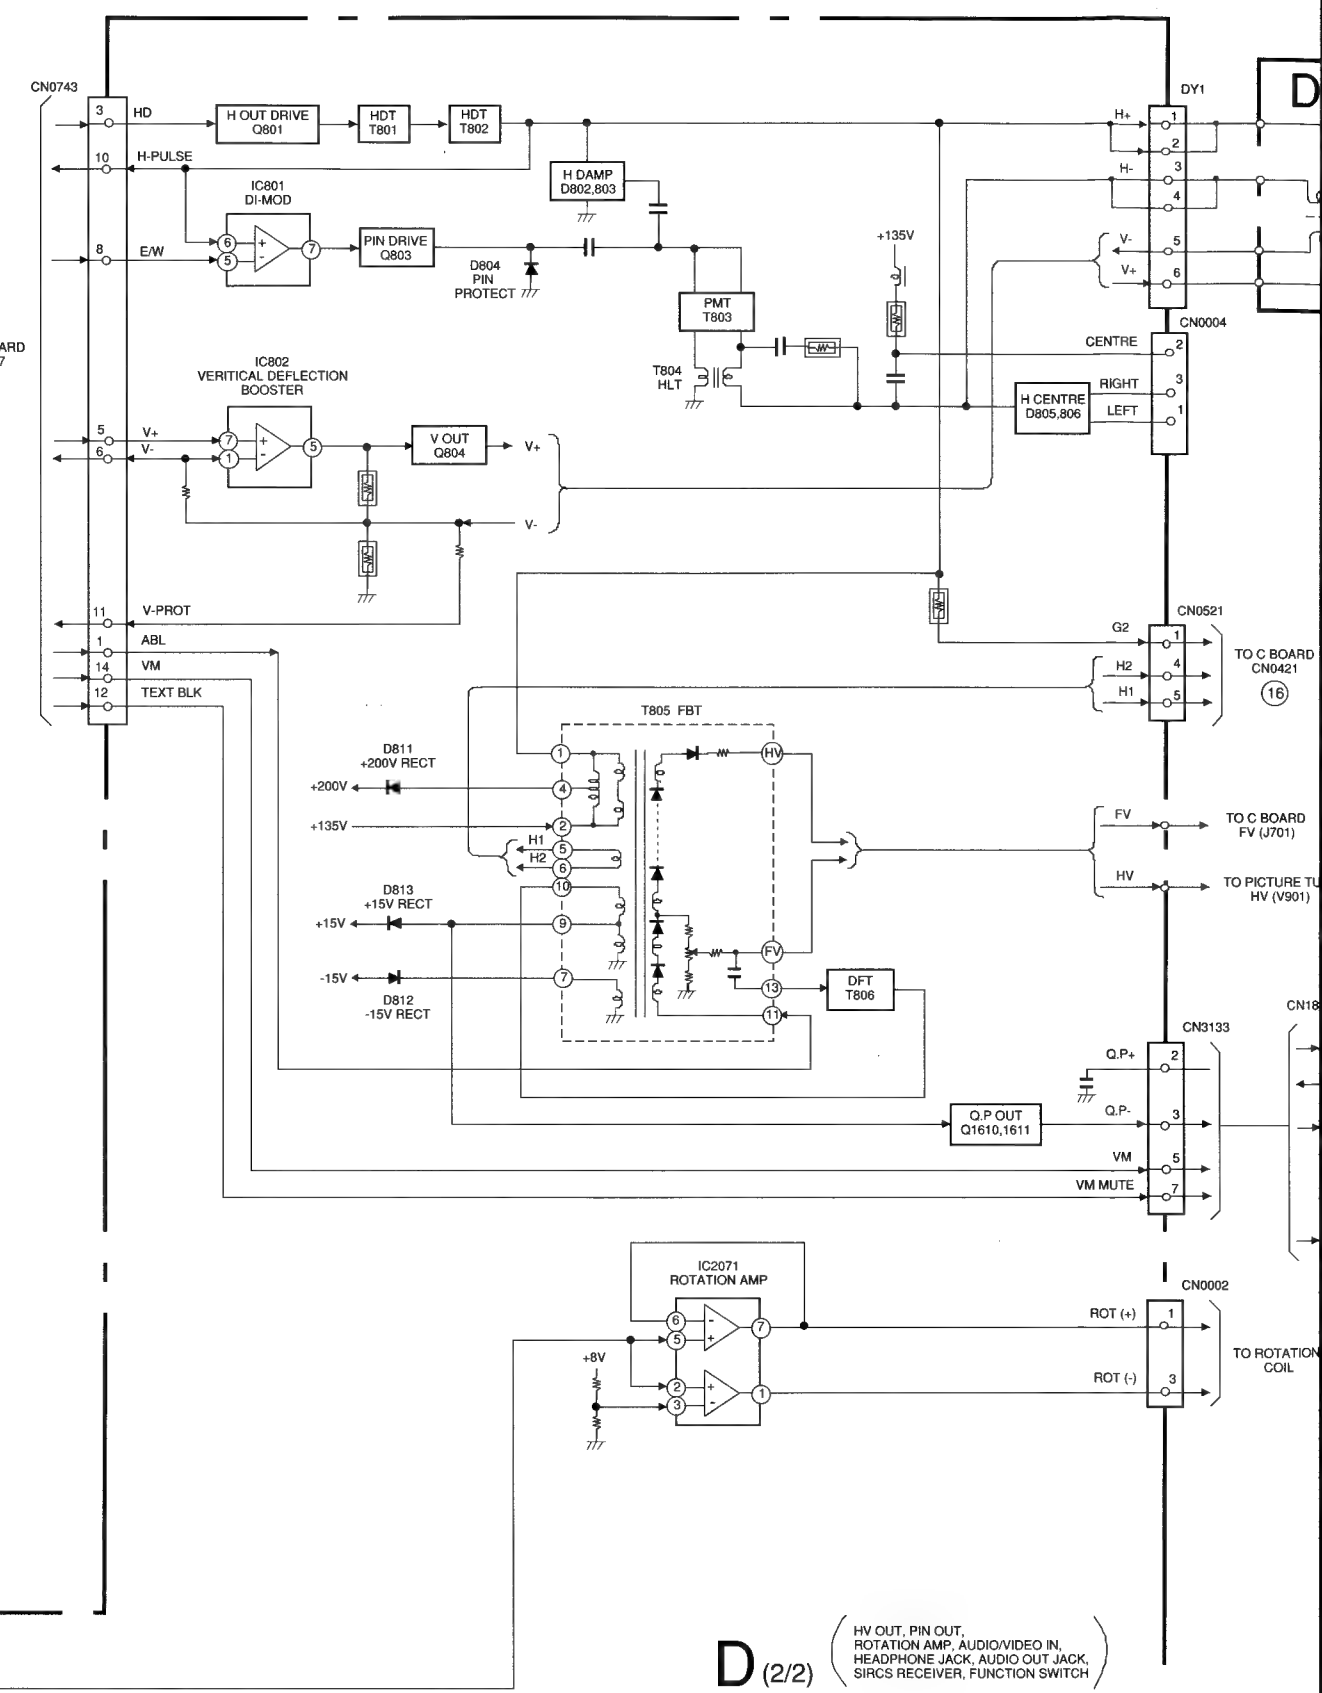 CN0743
3 HD
H OUT DRIVE
Q801
HDT
T801
HDT
T802
H+
DY1
1
2
D
10 H-PULSE
H DAMP
D802,803
H-
3
4
IC801
DI-MOD
6 + - 5 7
8 E/W
PIN DRIVE
Q803
D804
PIN
PROTECT
+135V
V- 5
V+ 6
PMT
T803
CN0004
CENTRE 2
RIGHT 3
LEFT 1
T804
HLT
H CENTRE
D805,806
ARD
7
IC802
VERITICAL DEFLECTION
BOOSTER
5 V+
6 V-
7 + - 1 5
V OUT
Q804
V+
V-
11 V-PROT
1 ABL
14 VM
12 TEXT BLK
CN0521
G2 1
H2 4
H1 5
TO C BOARD
CN0421
16
T805 FBT
D811
+200V RECT
+200V
+135V
1
4
2
H1 5
H2 6
10
HV
FV
TO C BOARD
FV (J701)
HV
TO PICTURE TU
HV (V901)
D813
+15V RECT
+15V
9
-15V
7
D812
-15V RECT
FV
13
11
DFT
T806
CN18
CN3133
Q.P+ 2
Q.P- 3
Q.P OUT
Q1610,1611
VM 5
VM MUTE 7
IC2071
ROTATION AMP
6 - + 5 7
+8V
2 + - 3 1
CN0002
ROT (+) 1
ROT (-) 3
TO ROTATION
COIL
D (2/2)
HV OUT, PIN OUT,
ROTATION AMP, AUDIO/VIDEO IN,
HEADPHONE JACK, AUDIO OUT JACK,
SIRCS RECEIVER, FUNCTION SWITCH